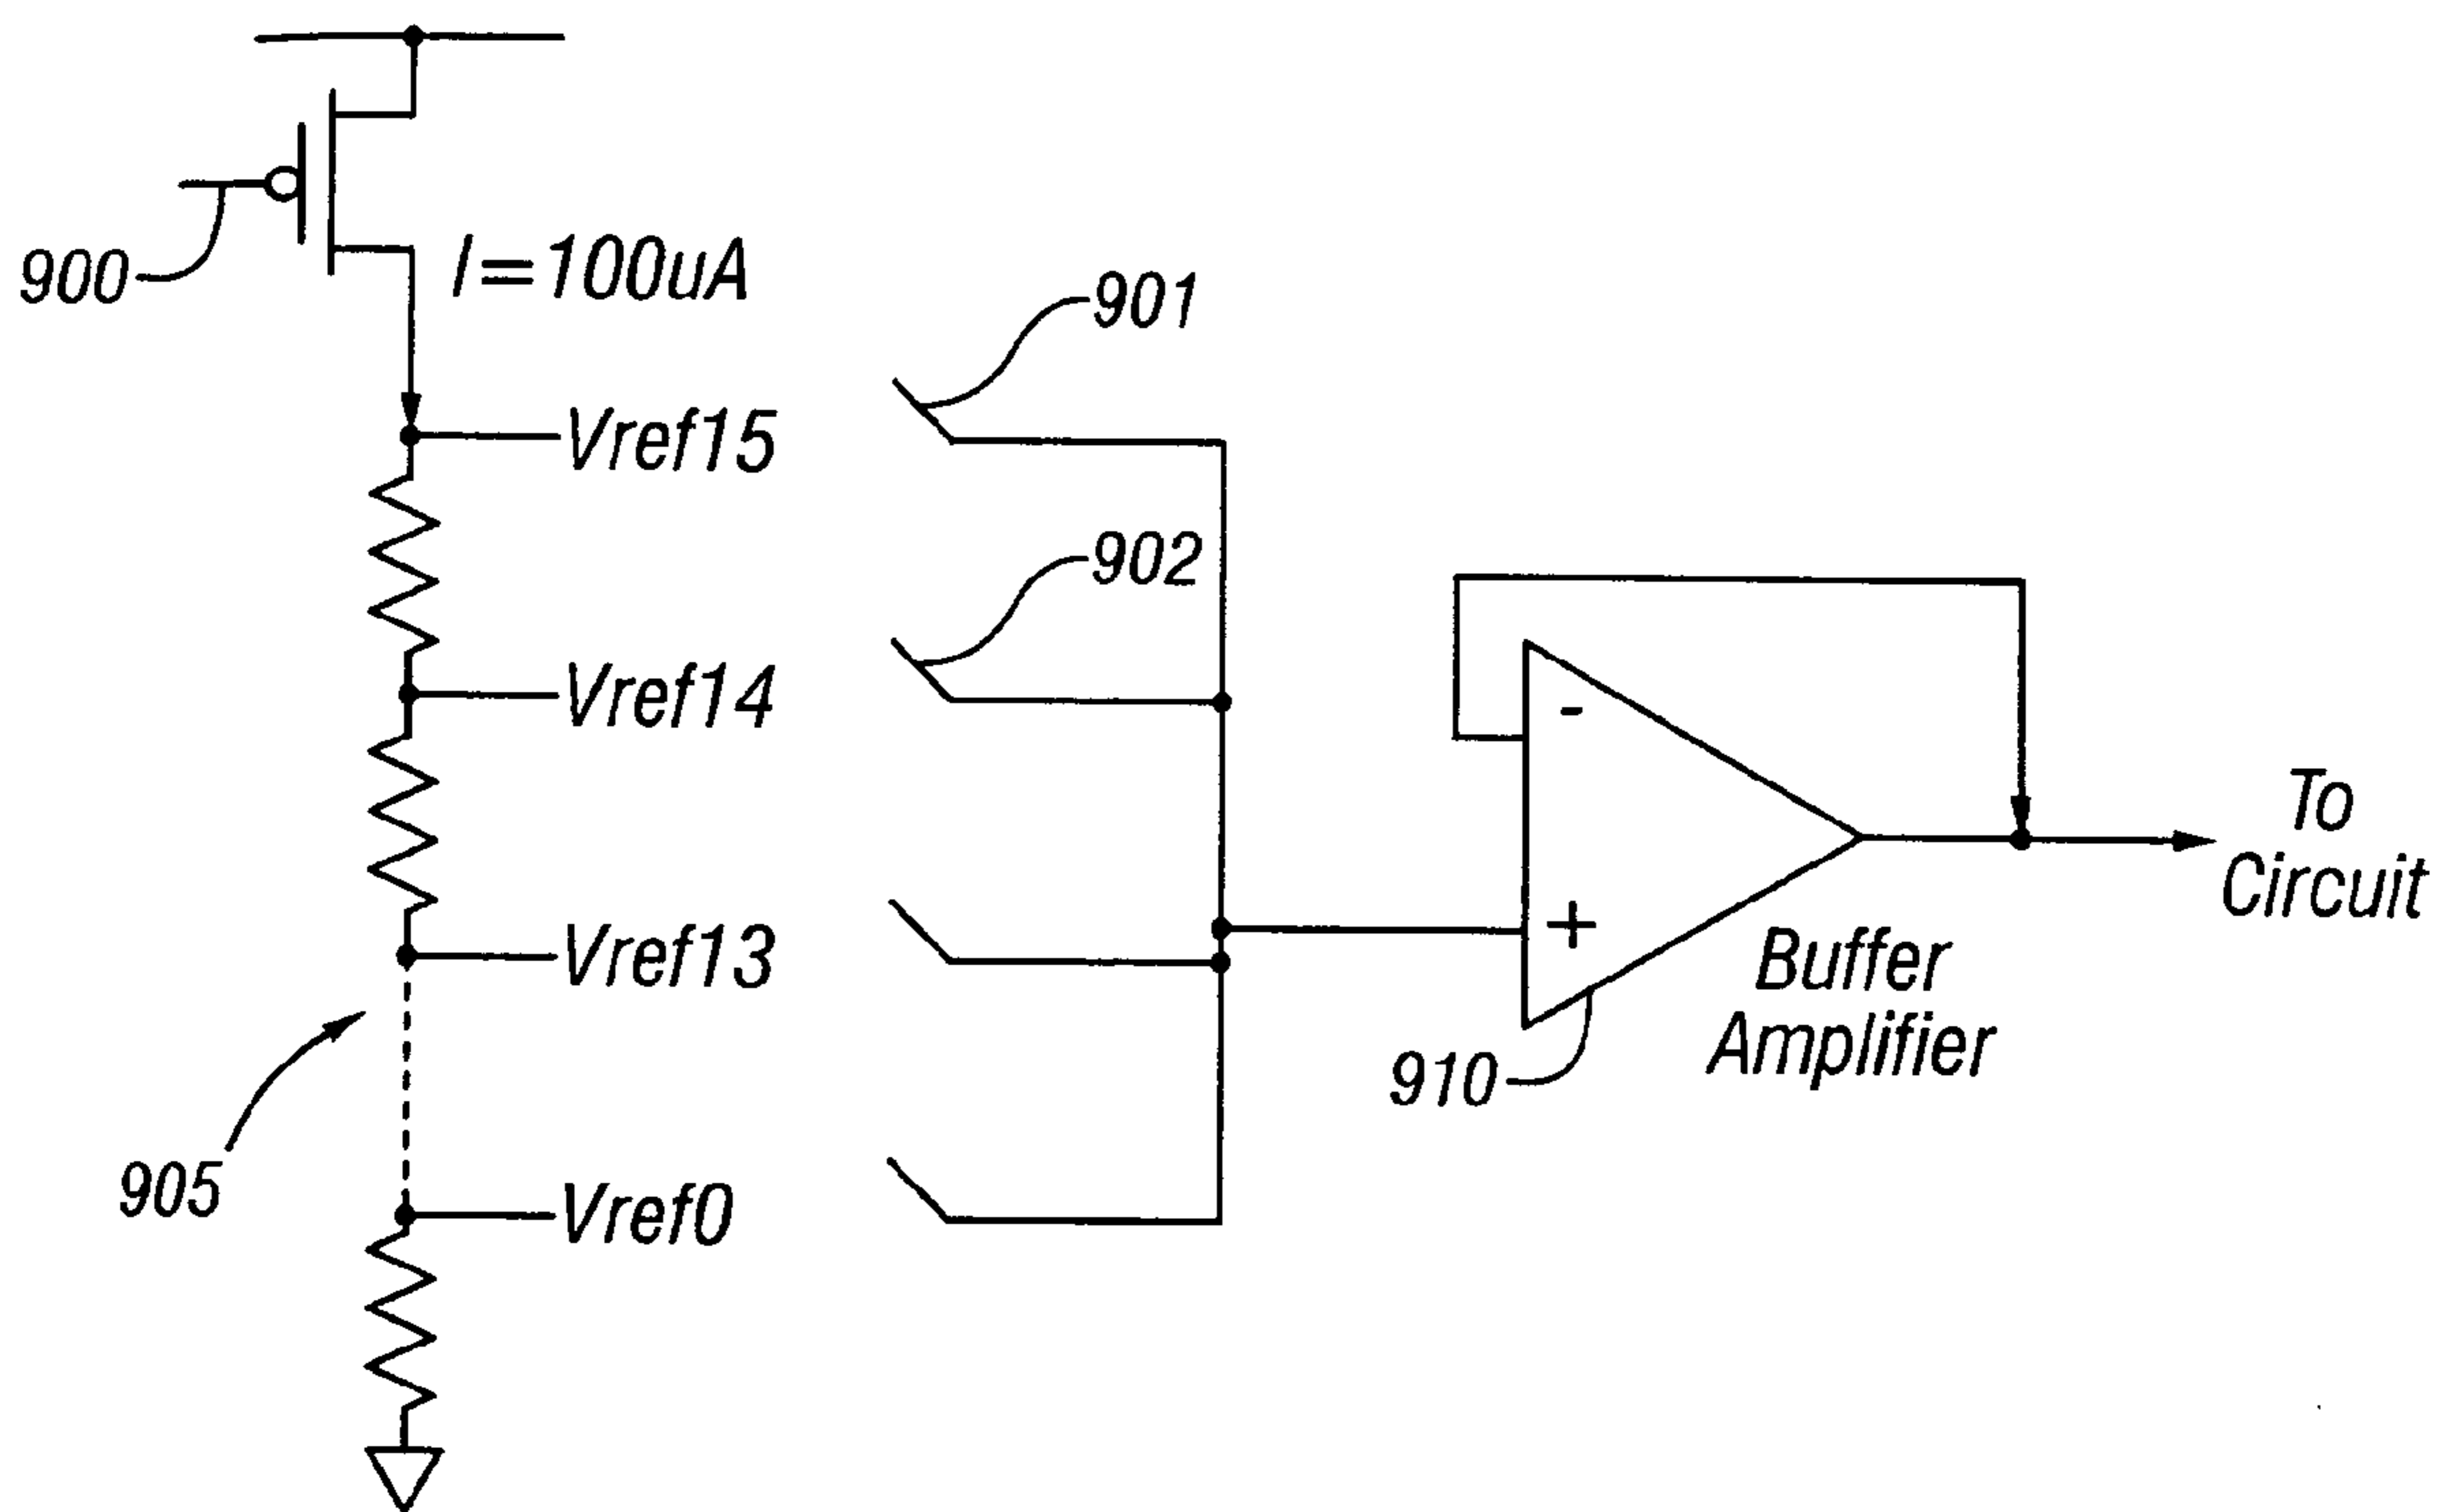 900
I=100uA
901
Vref15
902
Vref14
-
To
Circuit
+
Vref13
Buffer
Amplifier
910
905
Vref0